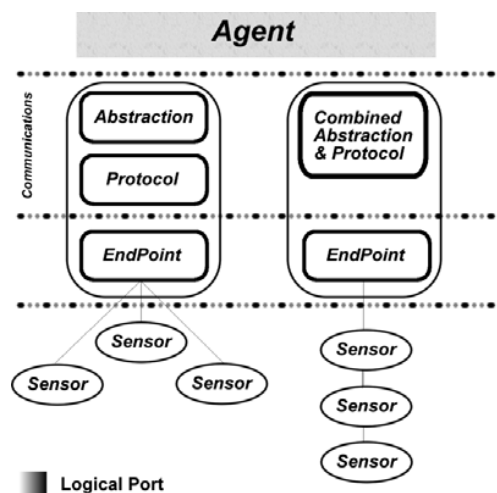 Agent
Communications
Abstraction
Protocol
EndPoint
Sensor
Sensor
Sensor
Combined
Abstraction
& Protocol
EndPoint
Sensor
Sensor
Sensor
Logical Port